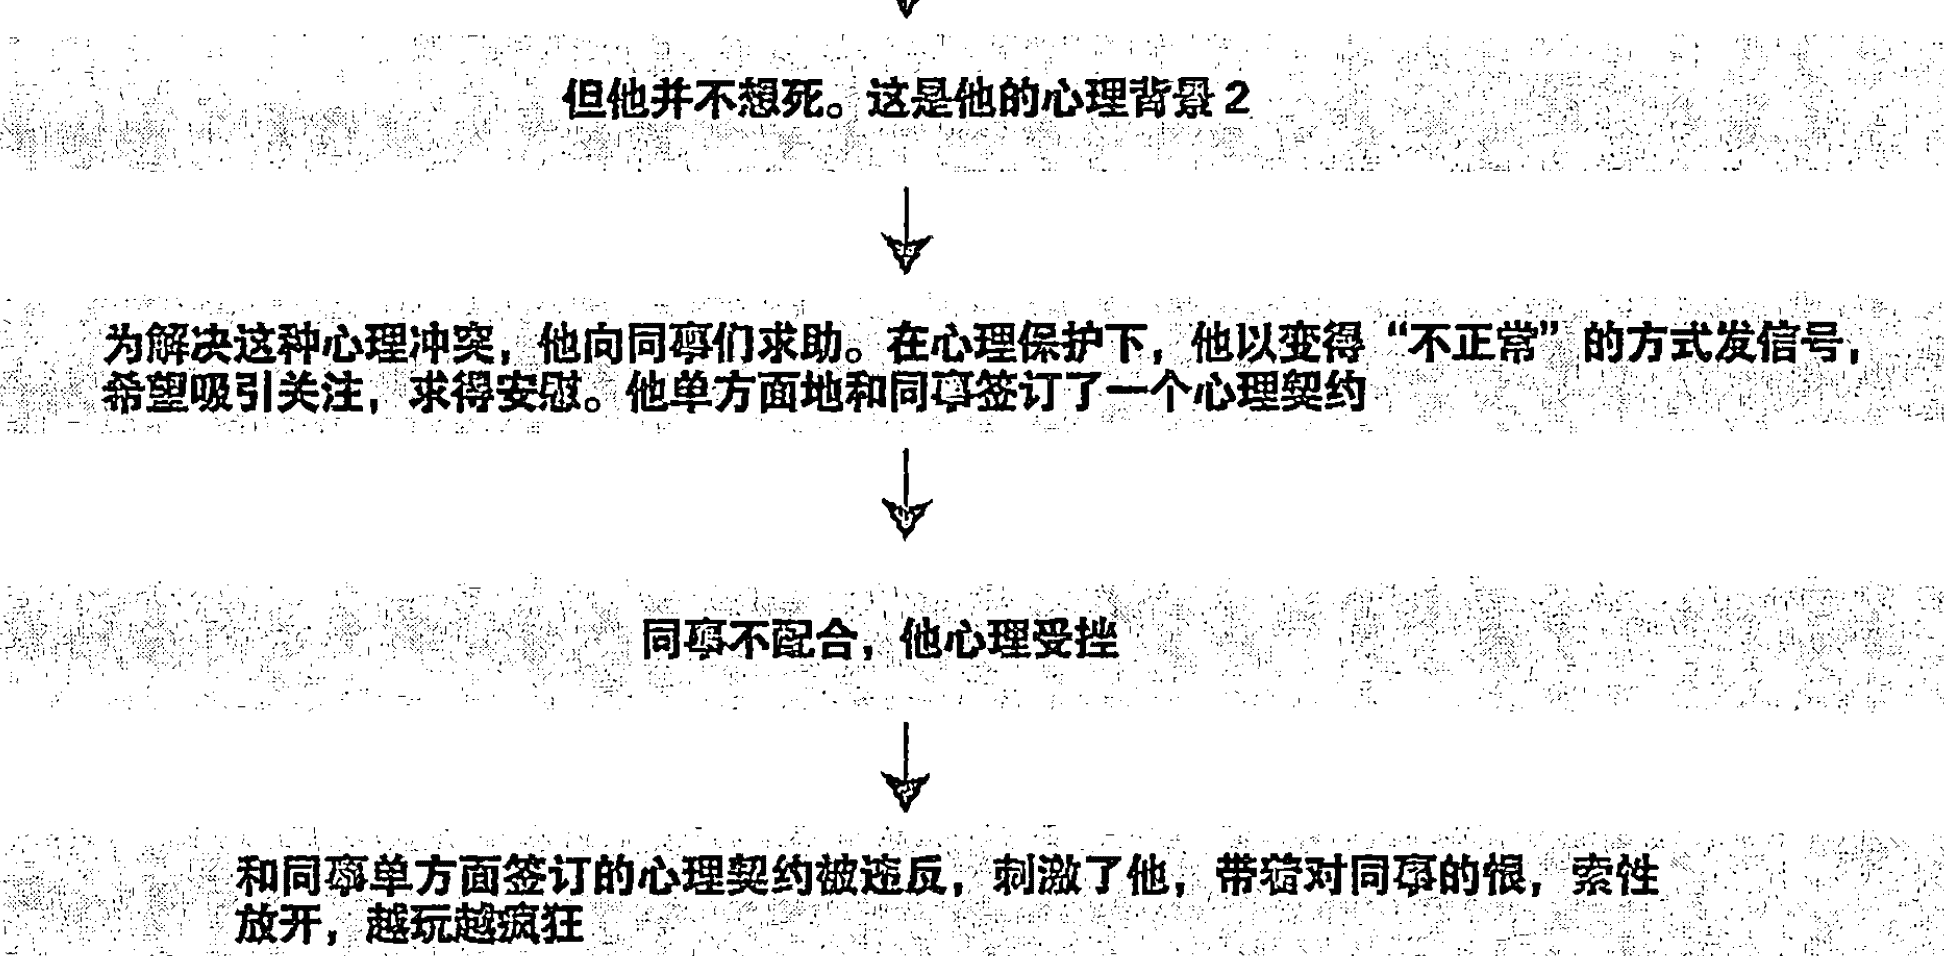 但他并不想死。这是他的心理背景2
为解决这种心理冲突，他向同事们求助。在心理保护下，他以变得“不正常”的方式发信号，
希望吸引关注，求得安慰。他单方面地和同事签订了一个心理契约
同事不配合，他心理受挫
和同事单方面签订的心理契约被违反，刺激了他，带着对同事的恨，索性
放开，越玩越疯狂